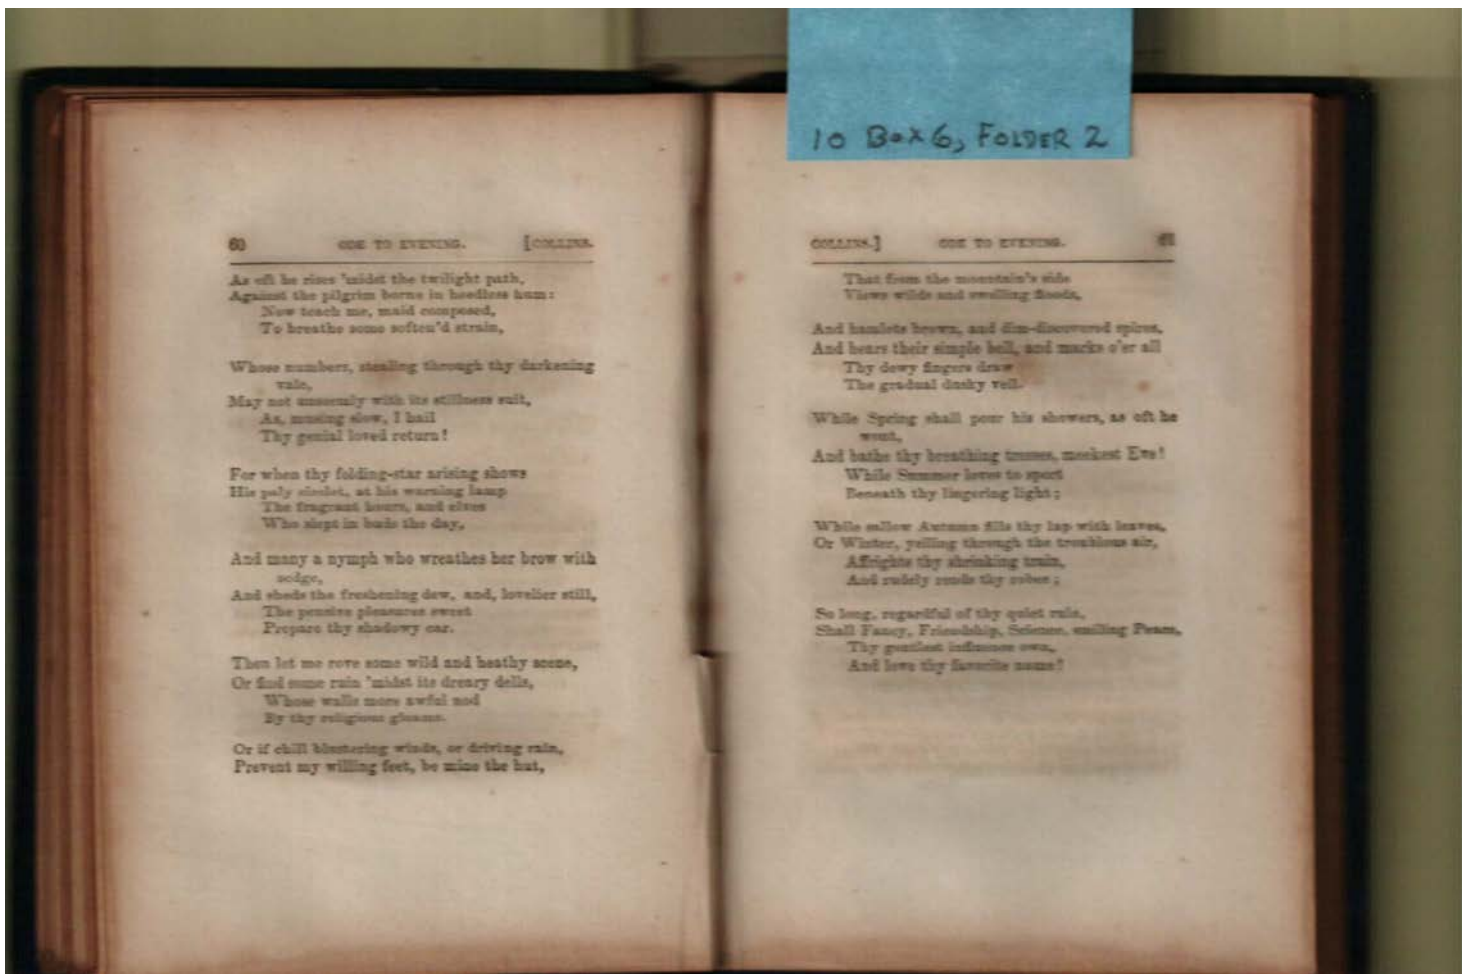 10 Box 6, FOLDER 2
60 ODE TO EVENING. [COLLINS.
As oft he rises 'midst the twilight path,
Against the pilgrim borne in heedless hum:
Now teach me, maid composed,
To breathe some soften'd strain,
Whose numbers, stealing through thy darkening
vale,
May not unseemly with its stillness suit,
As, musing slow, I hail
Thy genial loved return!
For when thy folding-star arising shows
His paly circlet, at his warning lamp
The fragrant hours, and elves
Who slept in buds the day,
And many a nymph who wreathes her brow with
sedge,
And sheds the freshening dew, and, lovelier still,
The pensive pleasures sweet
Prepare thy shadowy car.
Then let me rove some wild and heathy scene,
Or find some ruin 'midst its dreary dells,
Whose walls more awful nod
By thy religious gleams.
Or if chill blustering winds, or driving rain,
Prevent my willing feet, be mine the hut,
COLLINS.] ODE TO EVENING. 61
That from the mountain's side
Views wilds and swelling floods,
And hamlets brown, and dim-discovered spires,
And hears their simple bell, and marks o'er all
Thy dewy fingers draw
The gradual dusky veil.
While Spring shall pour his showers, as oft he
wont,
And bathe thy breathing tresses, meekest Eve!
While Summer loves to sport
Beneath thy lingering light;
While sallow Autumn fills thy lap with leaves,
Or Winter, yelling through the troublous air,
Affrights thy shrinking train,
And rudely rends thy robes;
So long, regardful of thy quiet rule,
Shall Fancy, Friendship, Science, smiling Peace,
Thy gentlest influence own,
And love thy favorite name!